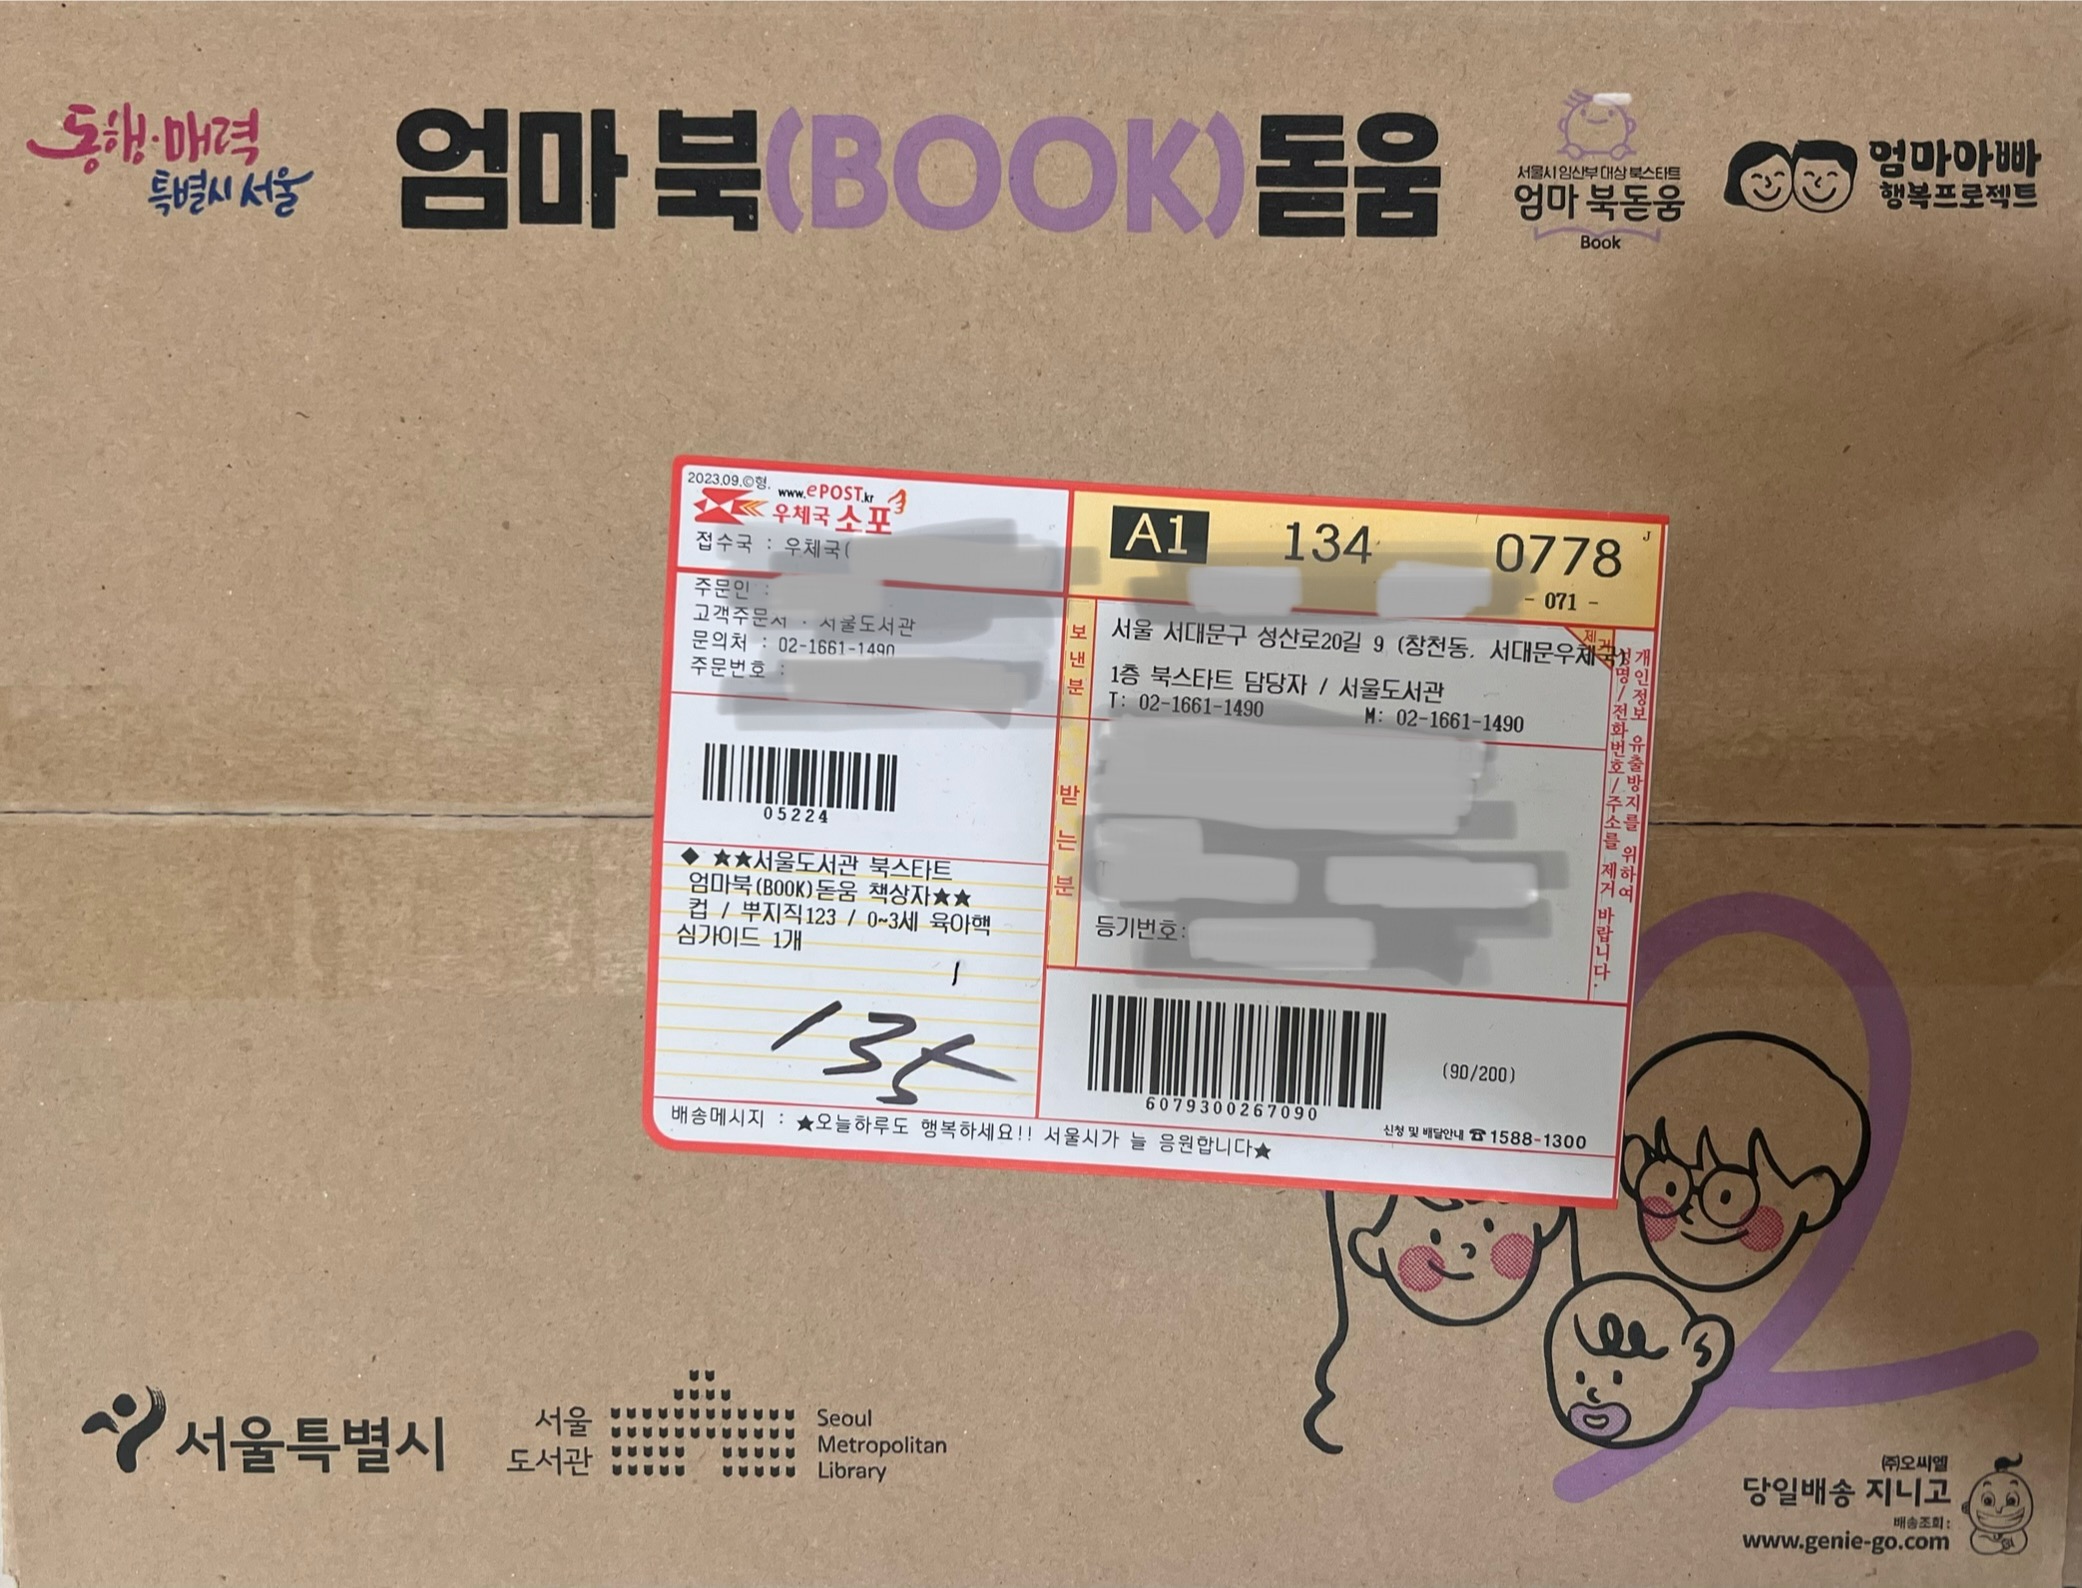 동행·매력
특별시 서울
엄마 북(BOOK)돋움
서울시 임산부 대상 북스타트
엄마 북돋움
Book
엄마아빠
행복프로젝트
2023.09.©형.
www.ePOST.kr
우체국 소포
접수국 : 우체국(
주문인 :
고객주문처 : 서울도서관
문의처 : 02-1661-1490
주문번호 :
05224
◆ ★★서울도서관 북스타트
엄마북(BOOK)돋움 책상자★★
컵 / 뿌지직123 / 0~3세 육아핵
심가이드 1개
1
135
배송메시지 : ★오늘하루도 행복하세요!! 서울시가 늘 응원합니다★
A1 134 0778 J
- 071 -
보낸분
서울 서대문구 성산로20길 9 (창천동, 서대문우체국)
1층 북스타트 담당자 / 서울도서관
T: 02-1661-1490 M: 02-1661-1490
받는분
등기번호:
제거
개인정보 유출방지를 위하여
성명/전화번호/주소를 제거 바랍니다.
6079300267090
(90/200)
신청 및 배달안내 ☎ 1588-1300
서울특별시
서울
도서관
Seoul
Metropolitan
Library
㈜오씨엘
당일배송 지니고
배송조회:
www.genie-go.com